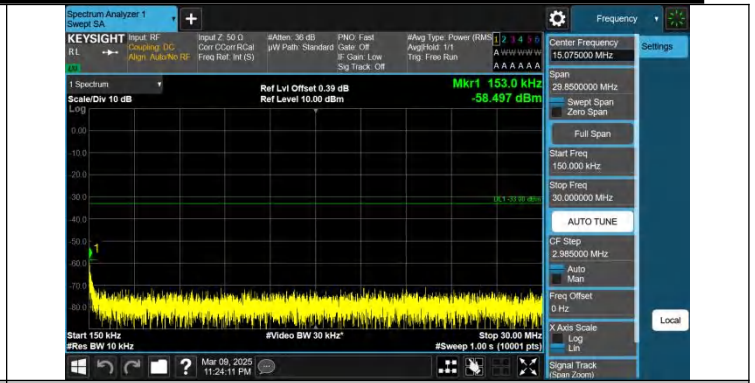 Spectrum Analyzer 1
Swept SA
+
Frequency
KEYSIGHT
RL
Input: RF
Coupling: DC
Align: Auto/No RF
Input Z: 50 Ω
Corr CCorr RCal
Freq Ref: Int (S)
#Atten: 36 dB
µW Path: Standard
PNO: Fast
Gate: Off
IF Gain: Low
Sig Track: Off
#Avg Type: Power (RMS
Avg|Hold: 1/1
Trig: Free Run
1 2 3 4 5 6
A W W W W W
A A A A A A
1 Spectrum
Scale/Div 10 dB
Log
Ref Lvl Offset 0.39 dB
Ref Level 10.00 dBm
Mkr1 153.0 kHz
-58.497 dBm
0.00
-10.0
-20.0
-30.0
-40.0
-50.0
-60.0
-70.0
-80.0
1
Start 150 kHz
#Res BW 10 kHz
#Video BW 30 kHz*
Stop 30.00 MHz
#Sweep 1.00 s (10001 pts)
Center Frequency
15.075000 MHz
Settings
Span
29.8500000 MHz
Swept Span
Zero Span
Full Span
Start Freq
150.000 kHz
Stop Freq
30.000000 MHz
AUTO TUNE
CF Step
2.985000 MHz
Auto
Man
Freq Offset
0 Hz
X Axis Scale
Log
Lin
Local
Signal Track
(Span Zoom)
?
Mar 09, 2025
11:24:11 PM